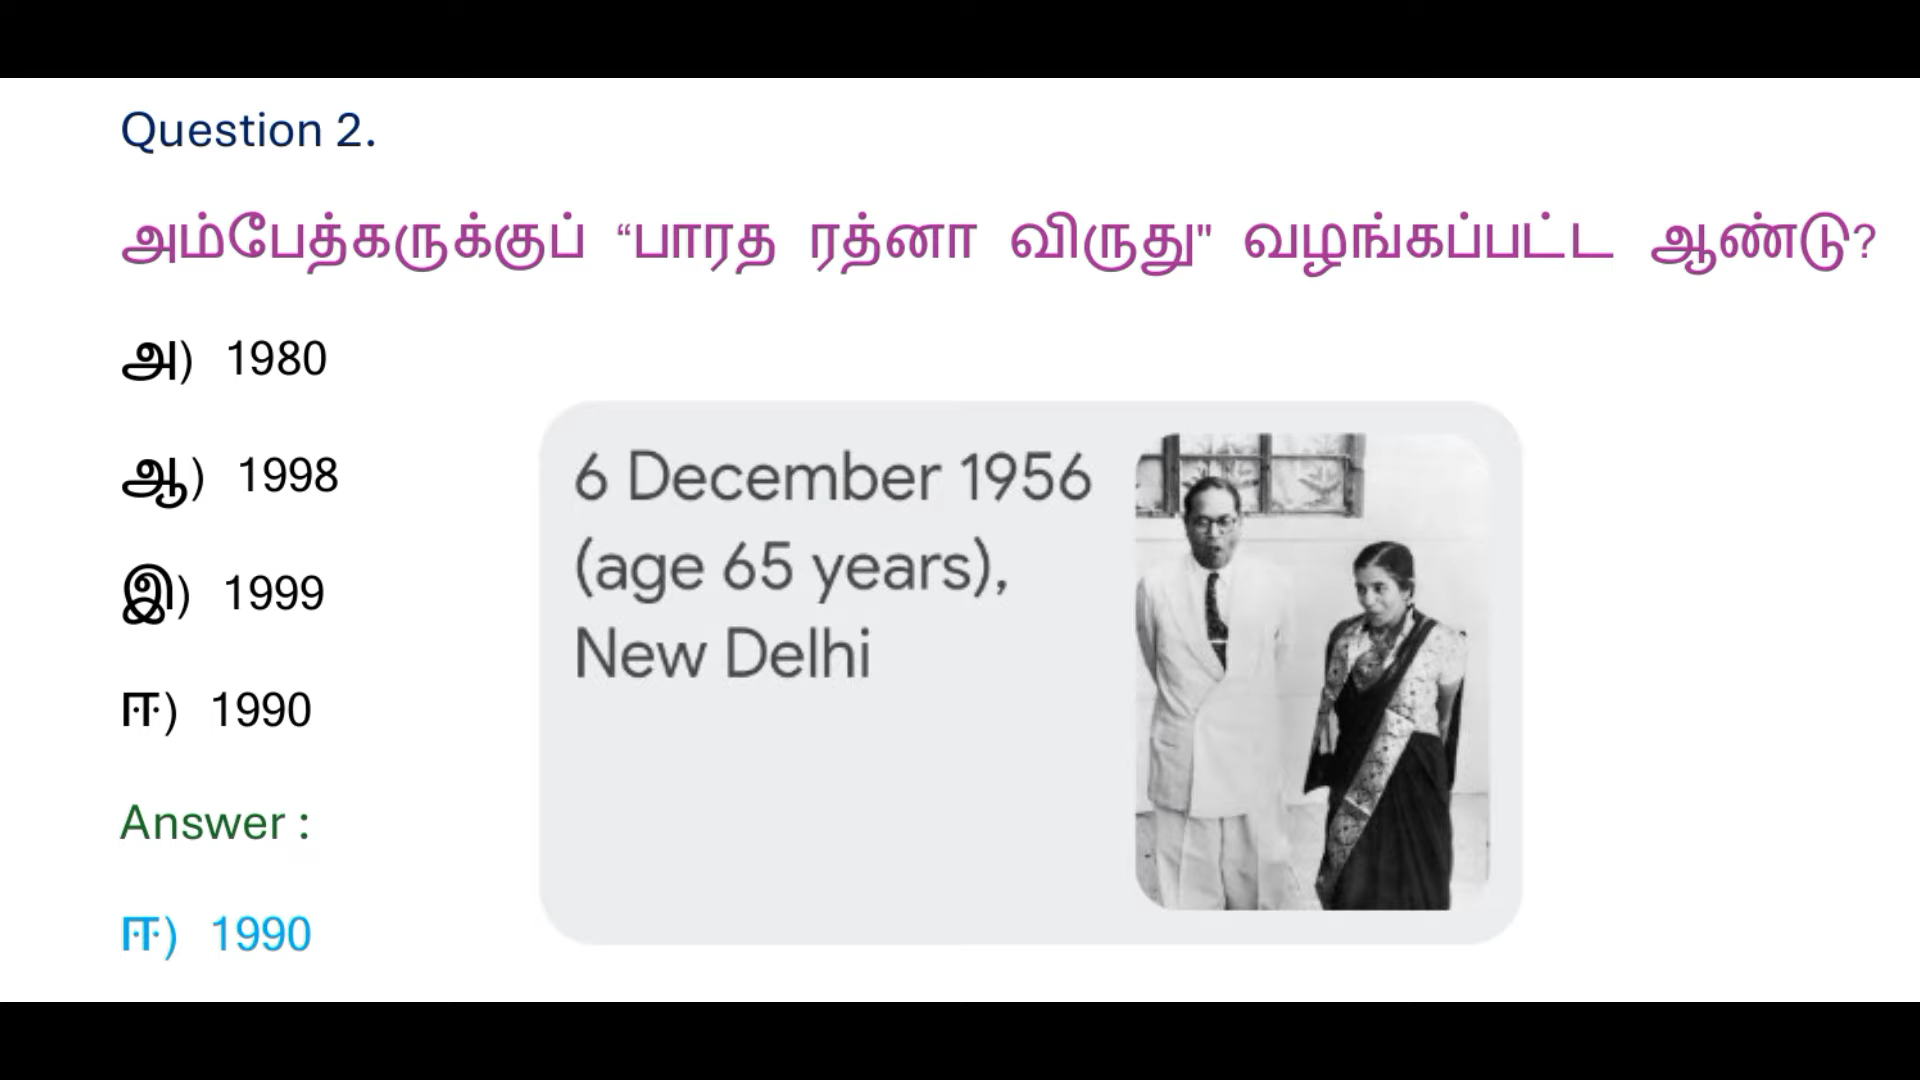 Question 2.
அம்பேத்கருக்குப் “பாரத ரத்னா விருது" வழங்கப்பட்ட ஆண்டு?
அ) 1980
ஆ) 1998
இ) 1999
ஈ) 1990
Answer :
ஈ) 1990
6 December 1956
(age 65 years),
New Delhi